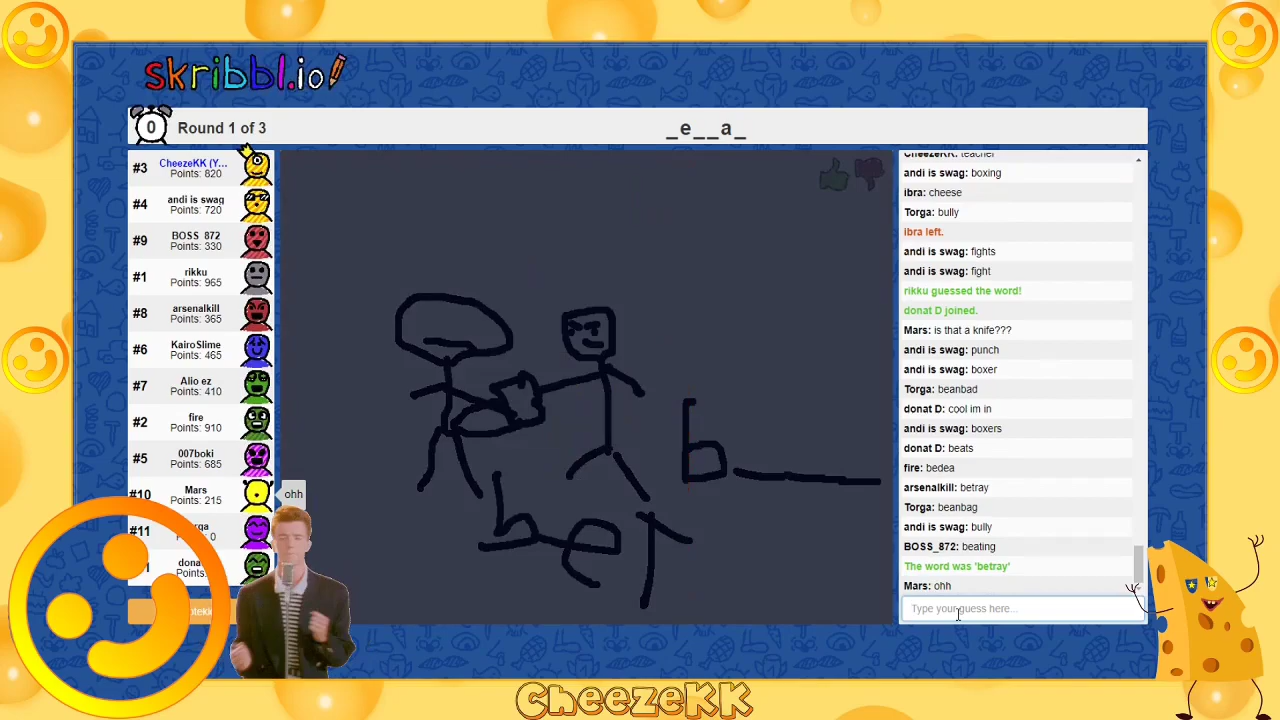 skribbl.io
0
Round 1 of 3
_e__a_
#3 CheezeKK (Y...
Points: 820
#4 andi is swag
Points: 720
#9 BOSS_872
Points: 330
#1 rikku
Points: 965
#8 arsenalkill
Points: 365
#6 KairoSlime
Points: 465
#7 Alio ez
Points: 410
#2 fire
Points: 910
#5 007boki
Points: 685
#10 Mars
Points: 215
ohh
#11
dona
Points:
CheezeKK: teacher
andi is swag: boxing
ibra: cheese
Torga: bully
ibra left.
andi is swag: fights
andi is swag: fight
rikku guessed the word!
donat D joined.
Mars: is that a knife???
andi is swag: punch
andi is swag: boxer
Torga: beanbad
donat D: cool im in
andi is swag: boxers
donat D: beats
fire: bedea
arsenalkill: betray
Torga: beanbag
andi is swag: bully
BOSS_872: beating
The word was 'betray'
Mars: ohh
Type your guess here...
b
bet
CheezeKK